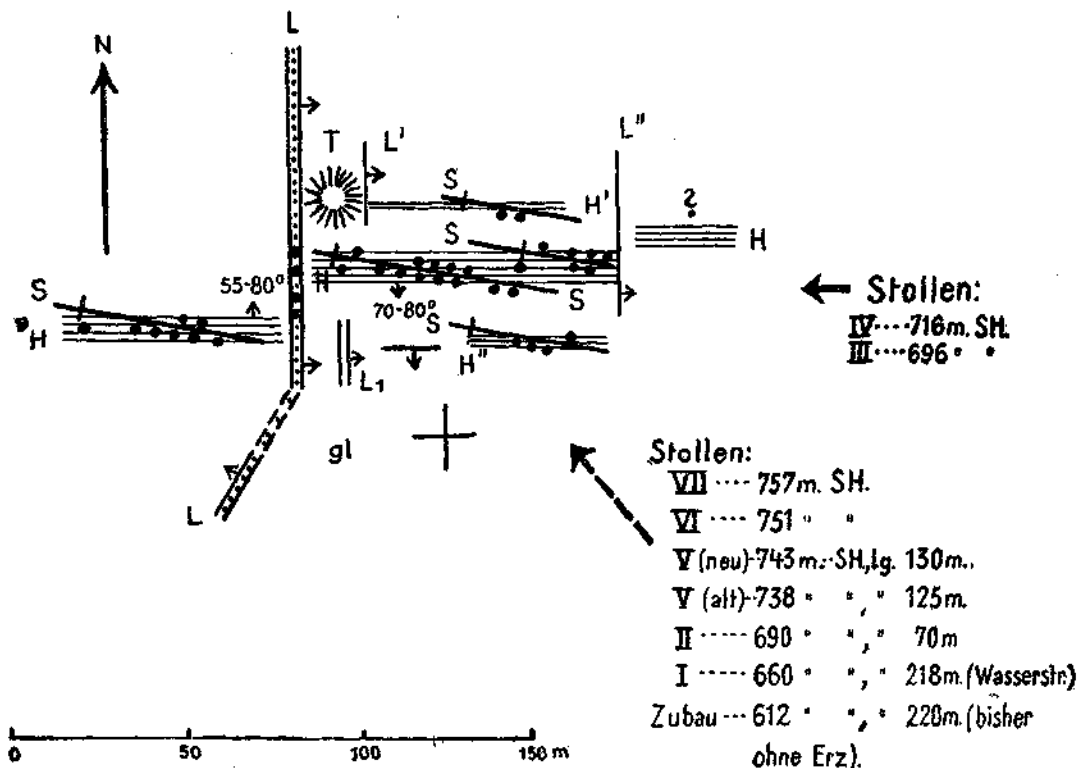 L
N
T L' L"
S H' ?
S H
55-80° H 70-80° S
S H S H"
L₁
gl
L
Stollen:
IV····716m. SH.
III····696 " "
Stollen:
VII ···· 757m. SH.
VI ···· 751 " "
V (neu)-743m.-SH., lg. 130m..
V (alt)-738 " ", " 125m.
II ····· 690 " ", " 70m
I ····· 660 " ", " 218m. (Wasserstn)
Zubau ··· 612 " ", " 220m. (bisher
ohne Erz).
0 50 100 150 m